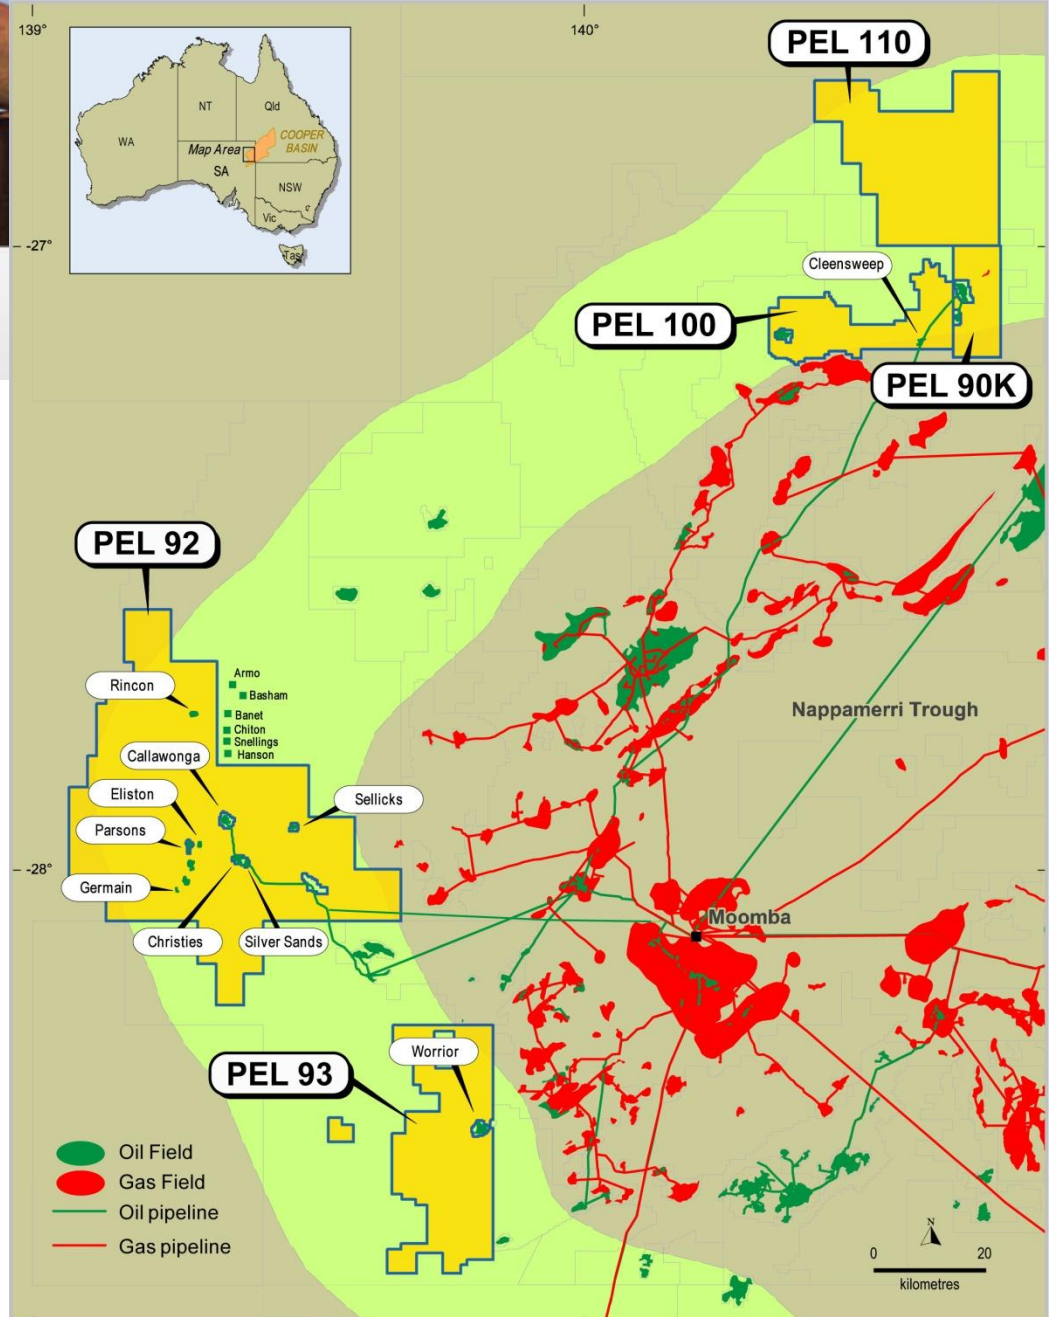 139°
140°
PEL 110
NT
Qld
WA
COOPER
BASIN
Map Area
SA
NSW
Vic
Tas
-27°
Cleensweep
PEL 100
PEL 90K
PEL 92
Armo
Rincon
Basham
Nappamerri Trough
Banet
Chiton
Snellings
Hanson
Callawonga
Eliston
Sellicks
Parsons
-28°
Germain
Moomba
Christies
Silver Sands
Worrior
PEL 93
Oil Field
Gas Field
Oil pipeline
Gas pipeline
N
0 20
kilometres